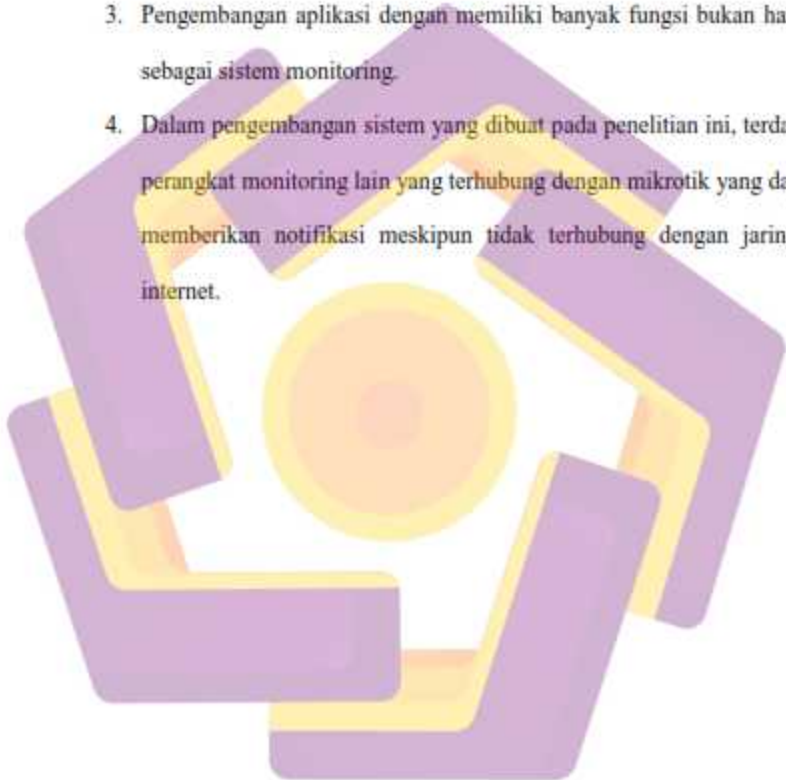 3. Pengembangan aplikasi dengan memiliki banyak fungsi bukan ha
sebagai sistem monitoring.
4. Dalam pengembangan sistem yang dibuat pada penelitian ini, terda
perangkat monitoring lain yang terhubung dengan mikrotik yang da
memberikan notifikasi meskipun tidak terhubung dengan jarin
internet.